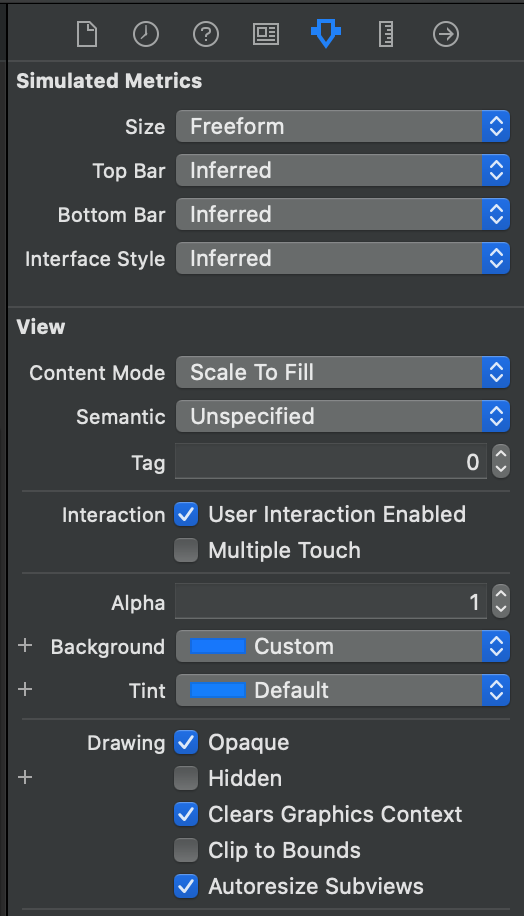 Simulated Metrics
Size Freeform
Top Bar Inferred
Bottom Bar Inferred
Interface Style Inferred
View
Content Mode Scale To Fill
Semantic Unspecified
Tag 0
Interaction User Interaction Enabled
Multiple Touch
Alpha 1
+ Background Custom
+ Tint Default
Drawing Opaque
+ Hidden
Clears Graphics Context
Clip to Bounds
Autoresize Subviews